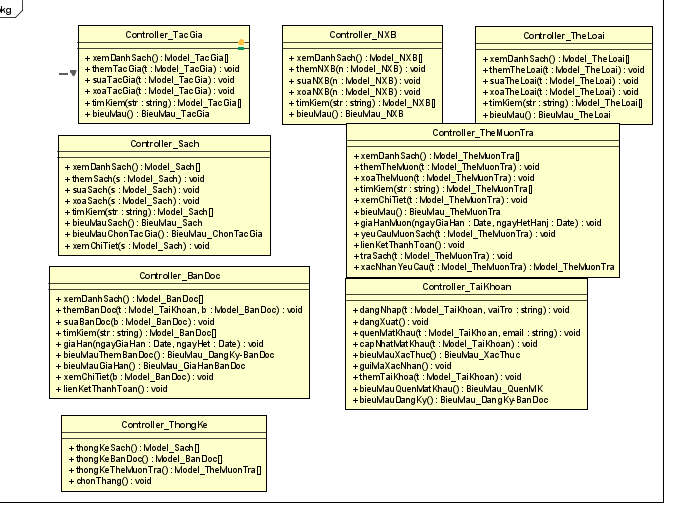 pkg
Controller_TacGia
+ xemDanhSach() : Model_TacGia[]
+ themTacGia(t : Model_TacGia) : void
+ suaTacGia(t : Model_TacGia) : void
+ xoaTacGia(t : Model_TacGia) : void
+ timKiem(str : string) : Model_TacGia[]
+ bieuMau() : BieuMau_TacGia
Controller_NXB
+ xemDanhSach() : Model_NXB[]
+ themNXB(n : Model_NXB) : void
+ suaNXB(n : Model_NXB) : void
+ xoaNXB(n : Model_NXB) : void
+ timKiem(str : string) : Model_NXB[]
+ bieuMau() : BieuMau_NXB
Controller_TheLoai
+ xemDanhSach() : Model_TheLoai[]
+ themTheLoai(t : Model_TheLoai) : void
+ suaTheLoai(t : Model_TheLoai) : void
+ xoaTheLoai(t : Model_TheLoai) : void
+ timKiem(str : string) : Model_TheLoai[]
+ bieuMau() : BieuMau_TheLoai
Controller_Sach
+ xemDanhSach() : Model_Sach[]
+ themSach(s : Model_Sach) : void
+ suaSach(s : Model_Sach) : void
+ xoaSach(s : Model_Sach) : void
+ timKiem(str : string) : Model_Sach[]
+ bieuMauSach() : BieuMau_Sach
+ bieuMauChonTacGia() : BieuMau_ChonTacGia
+ xemChiTiet(s : Model_Sach) : void
Controller_TheMuonTra
+ xemDanhSach() : Model_TheMuonTra[]
+ themTheMuon(t : Model_TheMuonTra) : void
+ xoaTheMuon(t : Model_TheMuonTra) : void
+ timKiem(str : string) : Model_TheMuonTra[]
+ xemChiTiet(t : Model_TheMuonTra) : void
+ bieuMau() : BieuMau_TheMuonTra
+ giaHanMuon(ngayGiaHan : Date, ngayHetHanj : Date) : void
+ yeuCauMuonSach(t : Model_TheMuonTra) : void
+ lienKetThanhToan() : void
+ traSach(t : Model_TheMuonTra) : void
+ xacNhanYeuCau(t : Model_TheMuonTra) : Model_TheMuonTra
Controller_BanDoc
+ xemDanhSach() : Model_BanDoc[]
+ themBanDoc(t : Model_TaiKhoan, b : Model_BanDoc) : void
+ suaBanDoc(b : Model_BanDoc) : void
+ timKiem(str : string) : Model_BanDoc[]
+ giaHan(ngayGiaHan : Date, ngayHet : Date) : void
+ bieuMauThemBanDoc() : BieuMau_DangKy-BanDoc
+ bieuMauGiaHan() : BieuMau_GiaHanBanDoc
+ xemChiTiet(b : Model_BanDoc) : void
+ lienKetThanhToan() : void
Controller_TaiKhoan
+ dangNhap(t : Model_TaiKhoan, vaiTro : string) : void
+ dangXuat() : void
+ quenMatKhau(t : Model_TaiKhoan, email : string) : void
+ capNhatMatKhau(t : Model_TaiKhoan) : void
+ bieuMauXacThuc() : BieuMau_XacThuc
+ guiMaXacNhan() : void
+ themTaiKhoa(t : Model_TaiKhoan) : void
+ bieuMauQuenMatKhau() : BieuMau_QuenMK
+ bieuMauDangKy() : BieuMau_DangKy-BanDoc
Controller_ThongKe
+ thongKeSach() : Model_Sach[]
+ thongKeBanDoc() : Model_BanDoc[]
+ thongKeTheMuonTra() : Model_TheMuonTra[]
+ chonThang() : void